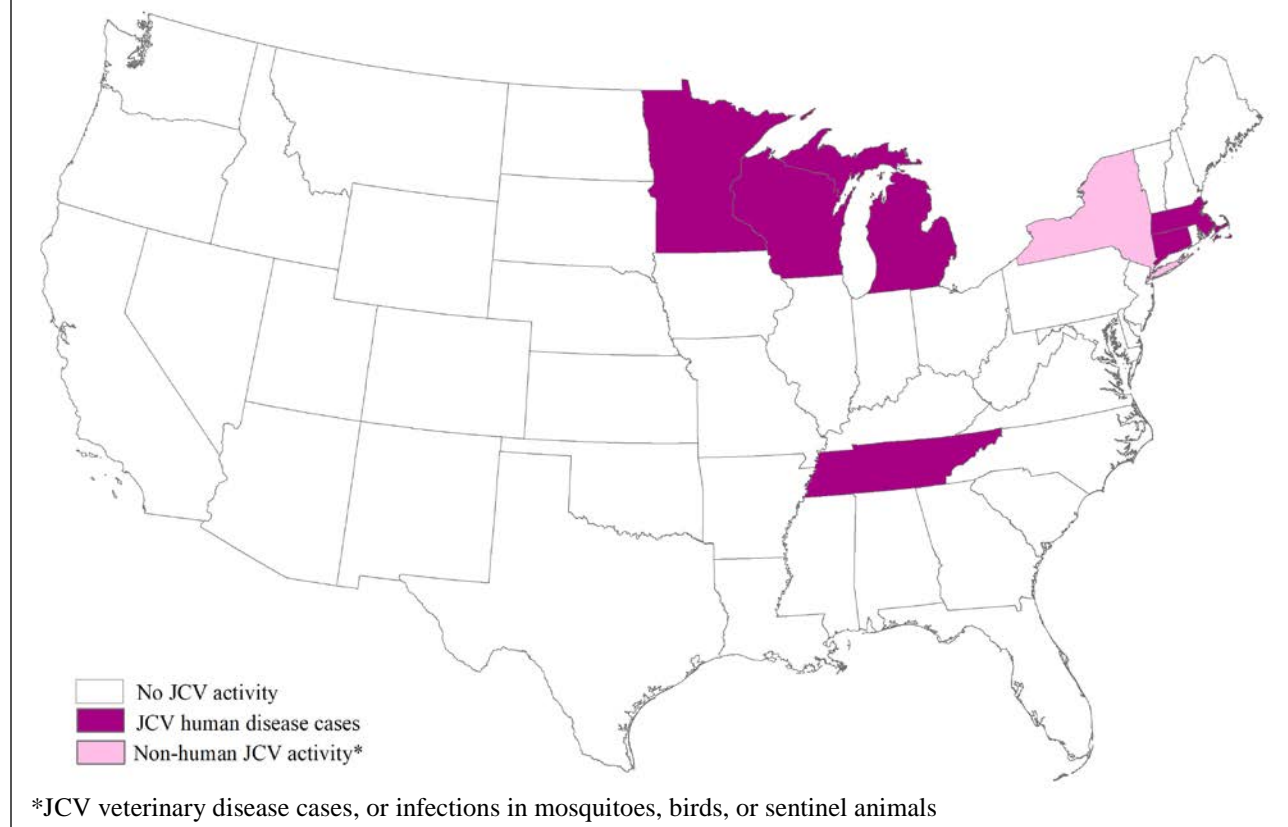 No JCV activity
JCV human disease cases
Non-human JCV activity*
*JCV veterinary disease cases, or infections in mosquitoes, birds, or sentinel animals